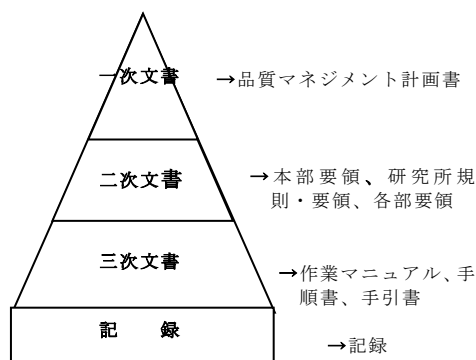 一次文書 →品質マネジメント計画書
二次文書 →本部要領、研究所規
則・要領、各部要領
三次文書 →作業マニュアル、手
順書、手引書
記　録 →記録